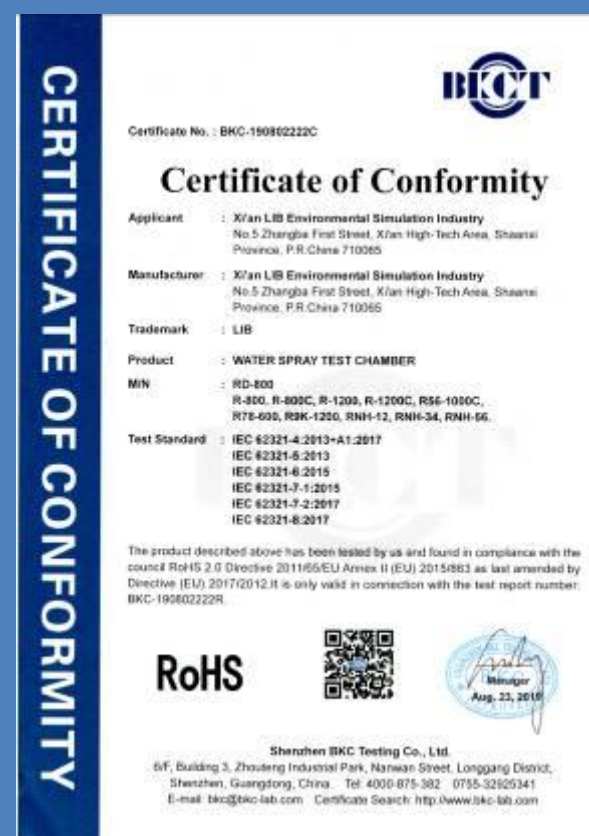 CERTIFICATE OF CONFORMITY
BKCT
Certificate No. : BKC-190802222C
Certificate of Conformity
Applicant : Xi'an LIB Environmental Simulation Industry
No.5 Zhangba First Street, Xi'an High-Tech Area, Shaanxi
Province, P.R.China 710065
Manufacturer : Xi'an LIB Environmental Simulation Industry
No.5 Zhangba First Street, Xi'an High-Tech Area, Shaanxi
Province, P.R.China 710065
Trademark : LIB
Product : WATER SPRAY TEST CHAMBER
M/N : RD-800
R-800, R-800C, R-1200, R-1200C, RS6-1000C,
R78-600, R9K-1200, RNH-12, RNH-34, RNH-56.
Test Standard : IEC 62321-4:2013+A1:2017
IEC 62321-5:2013
IEC 62321-6:2015
IEC 62321-7-1:2015
IEC 62321-7-2:2017
IEC 62321-8:2017
The product described above has been tested by us and found in compliance with the
council RoHS 2.0 Directive 2011/65/EU Annex II (EU) 2015/863 as last amended by
Directive (EU) 2017/2012.It is only valid in connection with the test report number:
BKC-190802222R.
RoHS
Manager
Aug. 23, 2019
Shenzhen BKC Testing Co., Ltd.
6/F, Building 3, Zhouteng Industrial Park, Nanwan Street, Longgang District,
Shenzhen, Guangdong, China. Tel: 4000-875-382 0755-32925341
E-mail: bkc@bkc-lab.com Certificate Search: http://www.bkc-lab.com